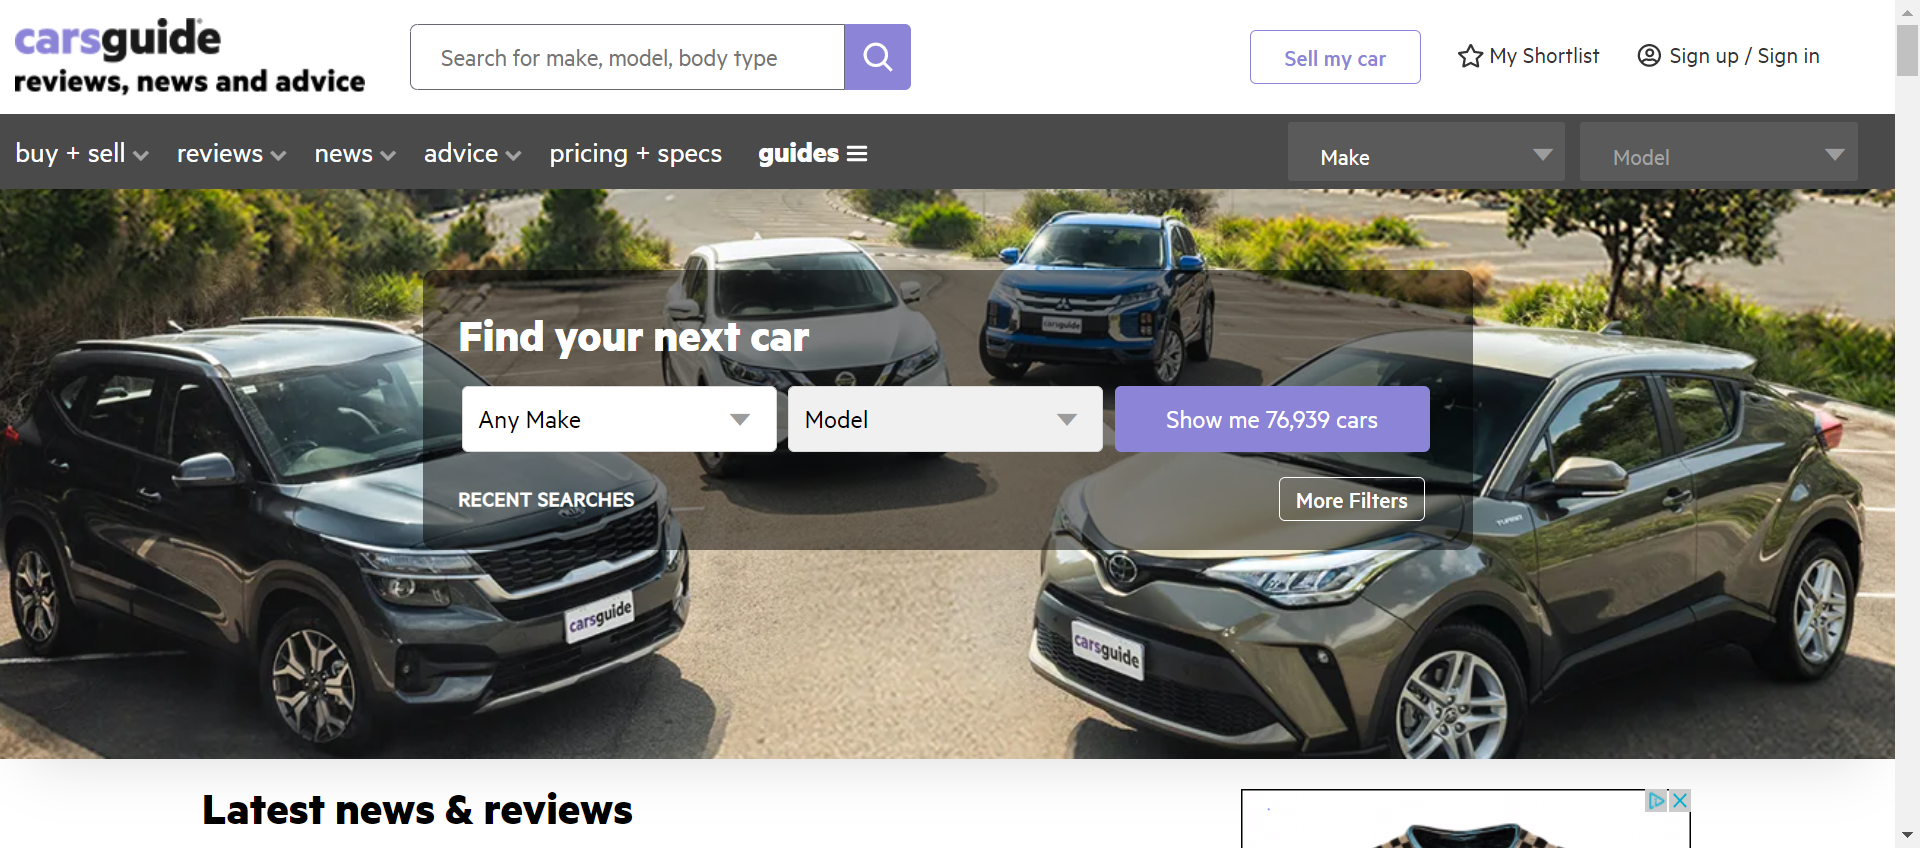 carsguide
reviews, news and advice
Search for make, model, body type
Sell my car
My Shortlist
Sign up / Sign in
buy + sell
reviews
news
advice
pricing + specs
guides
Make
Model
carsguide
Find your next car
Any Make
Model
Show me 76,939 cars
RECENT SEARCHES
More Filters
carsguide
carsguide
Latest news & reviews